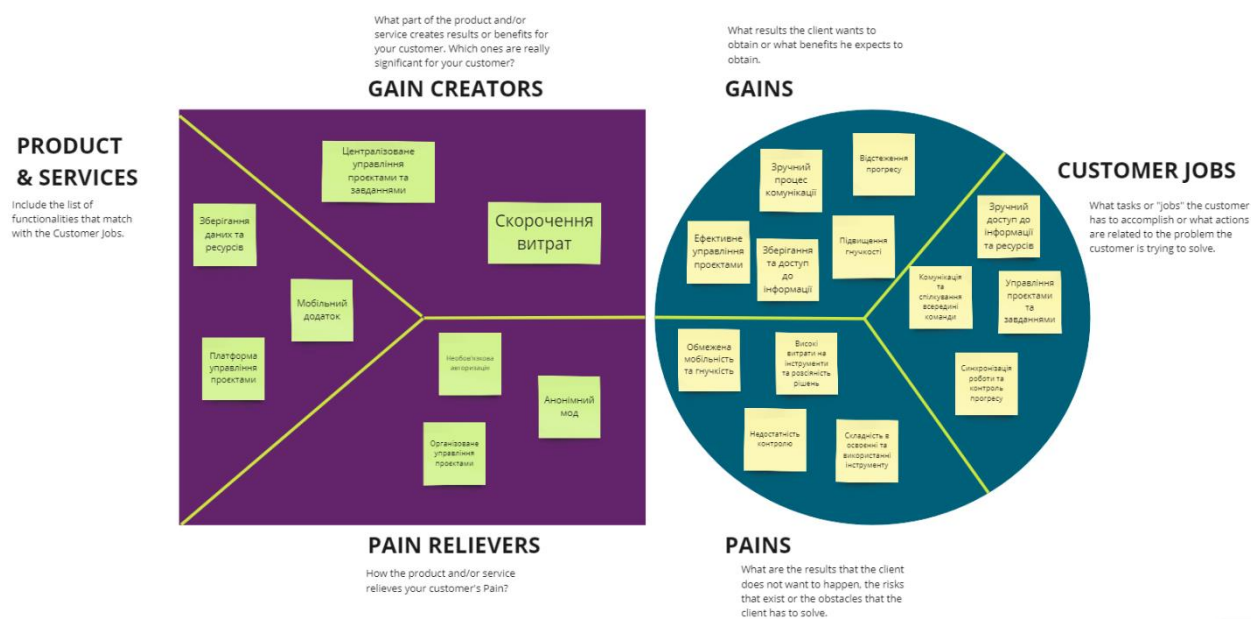 What part of the product and/or
service creates results or benefits for
your customer. Which ones are really
significant for your customer?
GAIN CREATORS
What results the client wants to
obtain or what benefits he expects to
obtain.
GAINS
PRODUCT
& SERVICES
Include the list of
functionalities that match
with the Customer Jobs.
CUSTOMER JOBS
What tasks or "jobs" the customer
has to accomplish or what actions
are related to the problem the
customer is trying to solve.
Централізоване
управління
проєктами та
завданнями
Скорочення
витрат
Зберігання
даних та
ресурсів
Мобільний
додаток
Платформа
управління
проєктами
Необов'язкова
авторизація
Анонімний
мод
Організоване
управління
проектами
Зручний
процес
комунікації
Відстеження
прогресу
Ефективне
управління
проектами
Зберігання
та доступ
до
інформації
Підвищення
гнучкості
Зручний
доступ до
інформації
та ресурсів
Комунікація
та
спілкування
всередині
команди
Управління
проєктами
та
завданнями
Синхронізація
роботи та
контроль
прогресу
Обмежена
мобільність
та гнучкість
Високі
витрати на
інструменти
та розсіяність
рішень
Недостатність
контролю
Складність в
освоєнні та
використанні
інструменту
PAIN RELIEVERS
How the product and/or service
relieves your customer's Pain?
PAINS
What are the results that the client
does not want to happen, the risks
that exist or the obstacles that the
client has to solve.